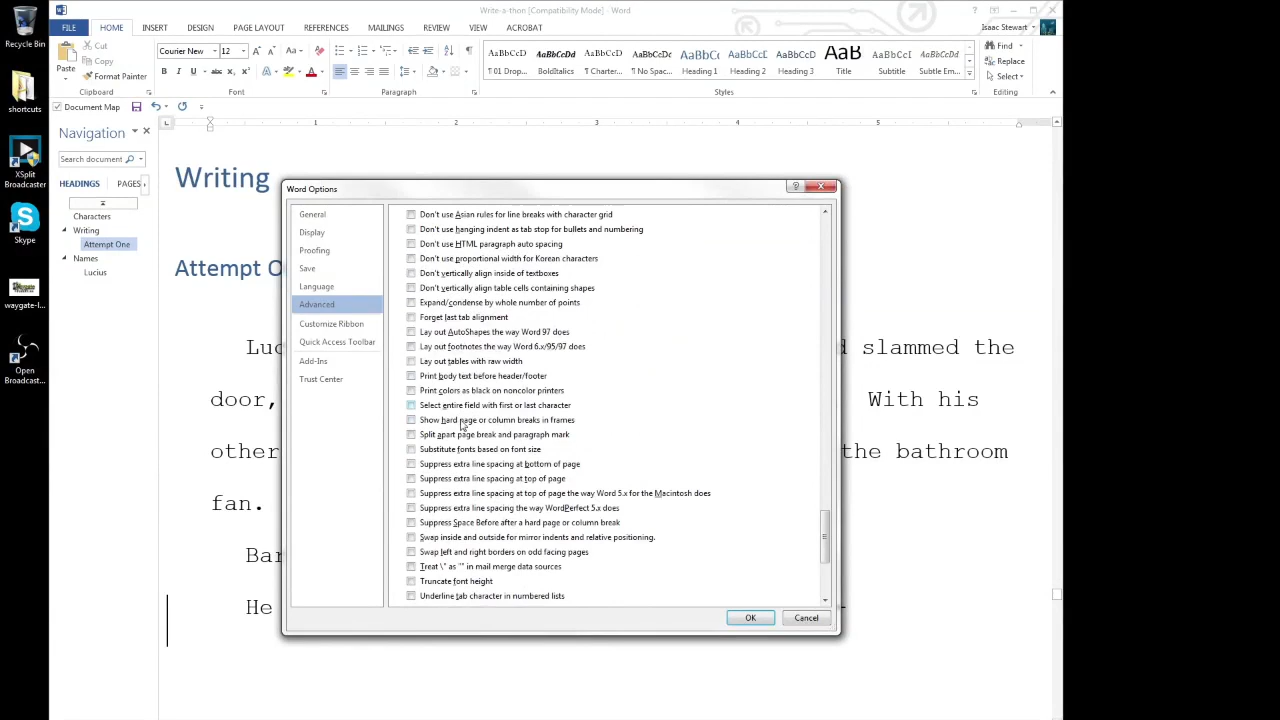 Recycle Bin
shortcuts
XSplit
Broadcaster
Skype
waygate-l...
Open
Broadcast...
Write-a-thon [Compatibility Mode] - Word
Isaac Stewart
FILE HOME INSERT DESIGN PAGE LAYOUT REFERENCES MAILINGS REVIEW VIEW ACROBAT
Paste
Cut
Copy
Format Painter
Clipboard
Courier New 12
Font
Paragraph
AaBbCcD AaBbCcDd AaBbCcD AaBbCcDc AaBbC AaBbCcD AaBbCcD AaB AaBbCcI AaBbCcD
¶ 01 Drop... BoldItalics ¶ Charter... ¶ No Spac... Heading 1 Heading 2 Heading 3 Title Subtitle Subtle Em...
Styles
Find
Replace
Select
Editing
Document Map
1 2 3 4 5
Navigation
Search document
HEADINGS PAGES
Characters
Writing
Attempt One
Names
Lucius
Writing
Attempt O
Luc d slammed the
door, With his
other the bathroom
fan.
Bar
He
Word Options
General
Display
Proofing
Save
Language
Advanced
Customize Ribbon
Quick Access Toolbar
Add-Ins
Trust Center
Don't use Asian rules for line breaks with character grid
Don't use hanging indent as tab stop for bullets and numbering
Don't use HTML paragraph auto spacing
Don't use proportional width for Korean characters
Don't vertically align inside of textboxes
Don't vertically align table cells containing shapes
Expand/condense by whole number of points
Forget last tab alignment
Lay out AutoShapes the way Word 97 does
Lay out footnotes the way Word 6.x/95/97 does
Lay out tables with raw width
Print body text before header/footer
Print colors as black on noncolor printers
Select entire field with first or last character
Show hard page or column breaks in frames
Split apart page break and paragraph mark
Substitute fonts based on font size
Suppress extra line spacing at bottom of page
Suppress extra line spacing at top of page
Suppress extra line spacing at top of page the way Word 5.x for the Macintosh does
Suppress extra line spacing the way WordPerfect 5.x does
Suppress Space Before after a hard page or column break
Swap inside and outside for mirror indents and relative positioning.
Swap left and right borders on odd facing pages
Treat \" as "" in mail merge data sources
Truncate font height
Underline tab character in numbered lists
OK Cancel